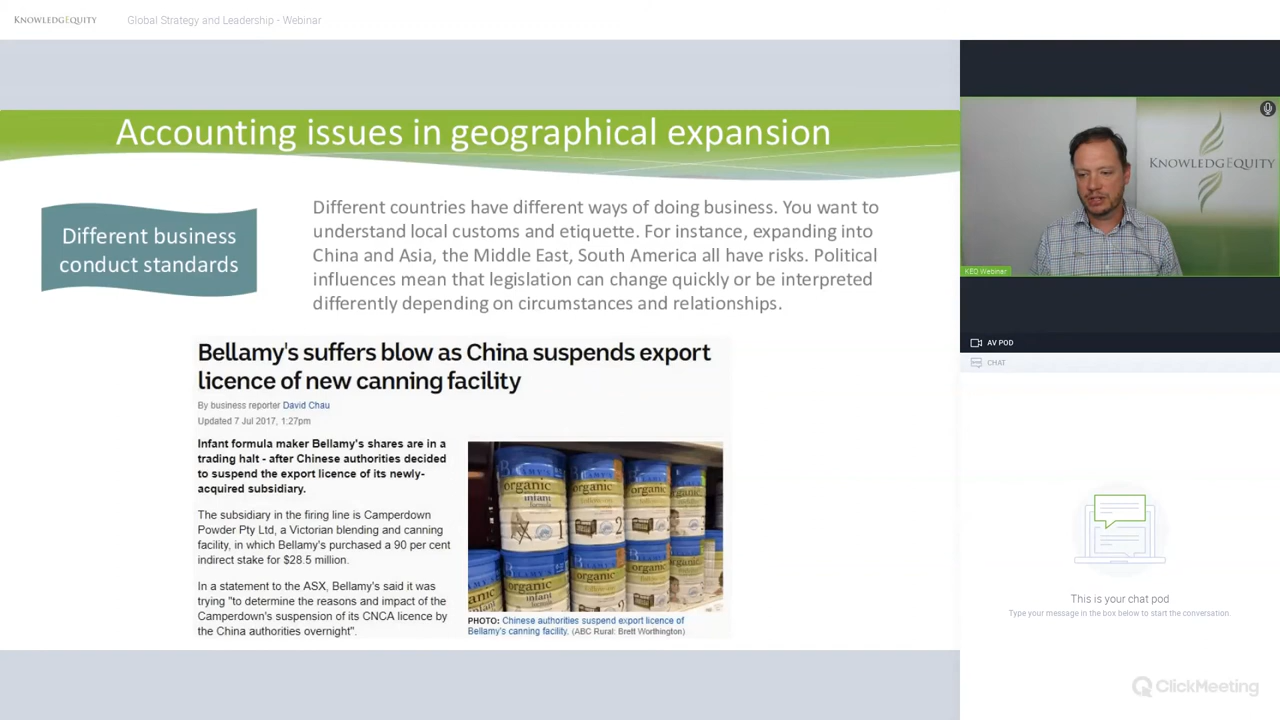 KNOWLEDGEQUITY
Global Strategy and Leadership - Webinar
Accounting issues in geographical expansion
Different business
conduct standards
Different countries have different ways of doing business. You want to
understand local customs and etiquette. For instance, expanding into
China and Asia, the Middle East, South America all have risks. Political
influences mean that legislation can change quickly or be interpreted
differently depending on circumstances and relationships.
Bellamy's suffers blow as China suspends export
licence of new canning facility
By business reporter David Chau
Updated 7 Jul 2017, 1:27pm
Infant formula maker Bellamy's shares are in a
trading halt - after Chinese authorities decided
to suspend the export licence of its newly-
acquired subsidiary.
The subsidiary in the firing line is Camperdown
Powder Pty Ltd, a Victorian blending and canning
facility, in which Bellamy's purchased a 90 per cent
indirect stake for $28.5 million.
In a statement to the ASX, Bellamy's said it was
trying "to determine the reasons and impact of the
Camperdown's suspension of its CNCA licence by
the China authorities overnight".
organic
infant
formula
1
organic
2
organic
organic
organic
organic
organic
PHOTO: Chinese authorities suspend export licence of
Bellamy's canning facility. (ABC Rural: Brett Worthington)
KNOWLEDGEQUITY
KEQ Webinar
AV POD
CHAT
This is your chat pod
Type your message in the box below to start the conversation.
ClickMeeting